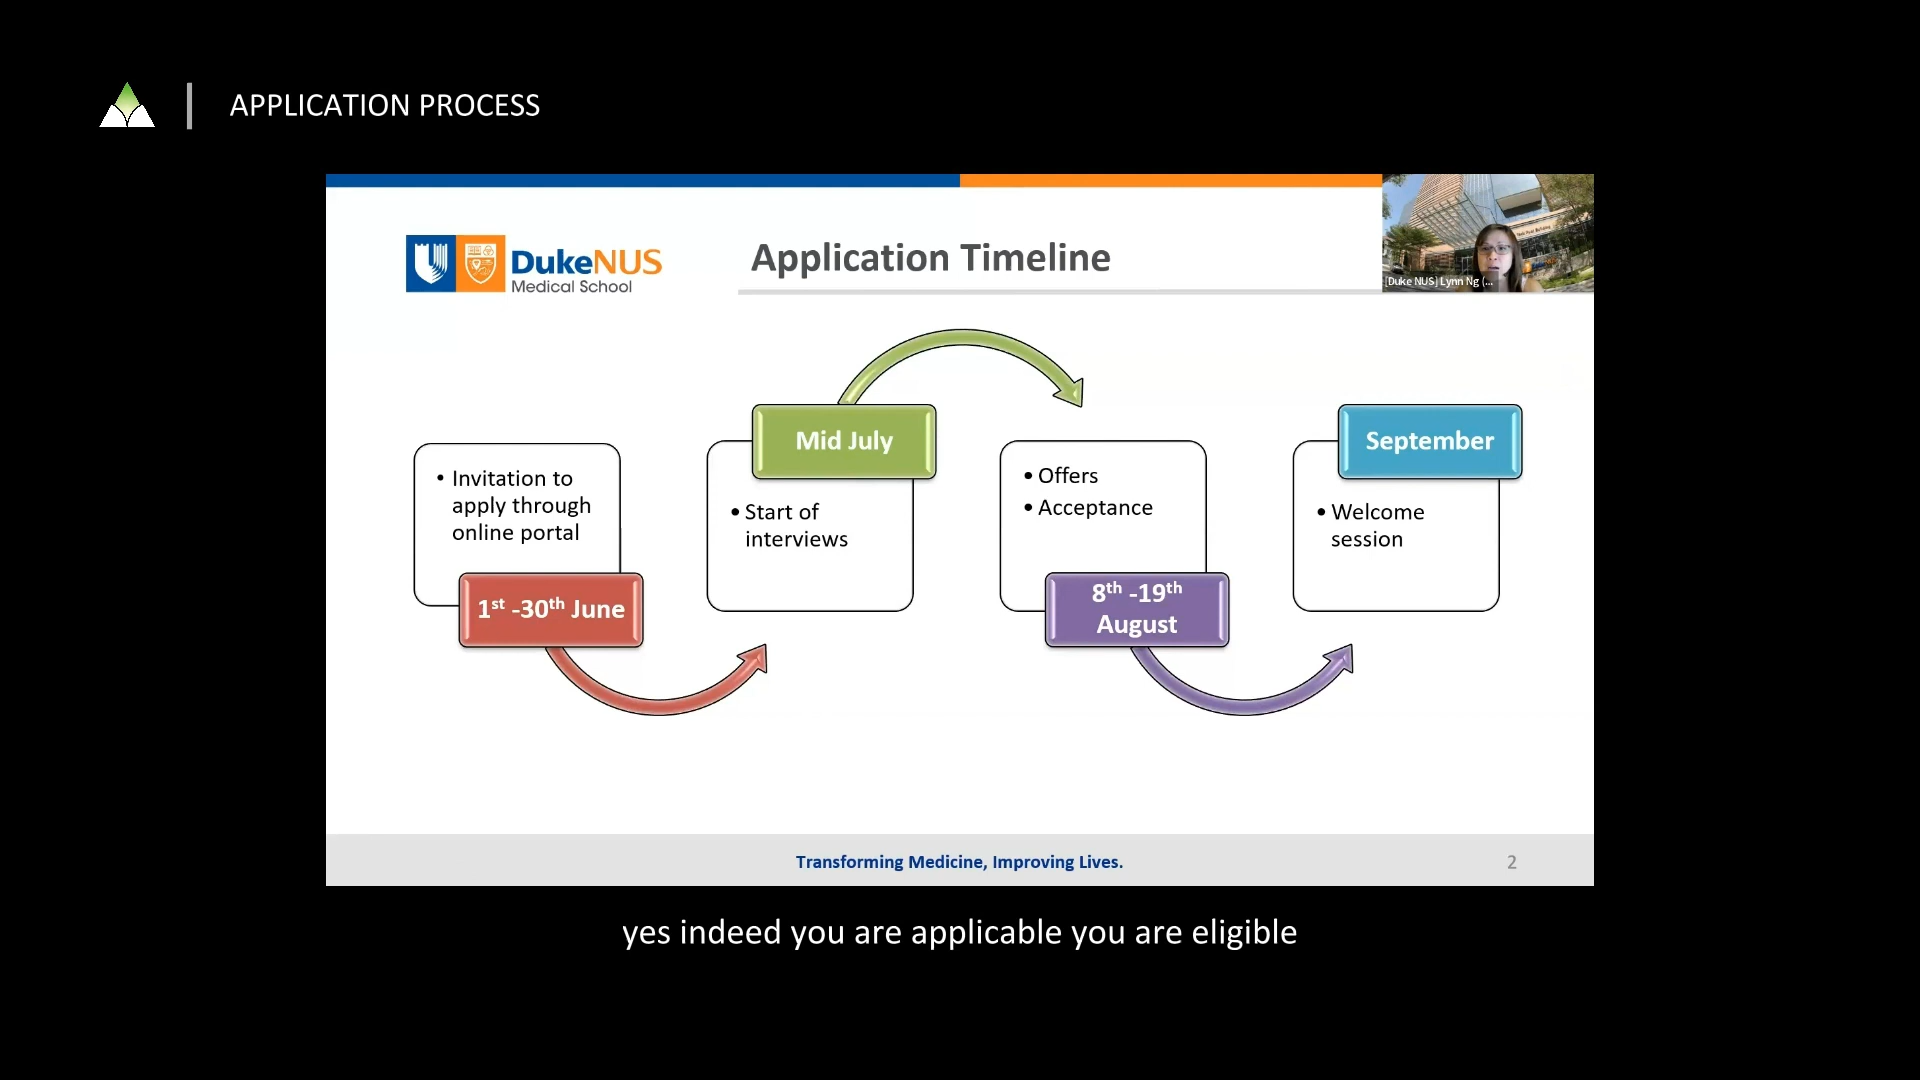 APPLICATION PROCESS
DukeNUS
Medical School
Application Timeline
[Duke NUS] Lynn Ng (...
• Invitation to
apply through
online portal
1st -30th June
Mid July
• Start of
interviews
• Offers
• Acceptance
8th -19th
August
September
• Welcome
session
Transforming Medicine, Improving Lives.
2
yes indeed you are applicable you are eligible